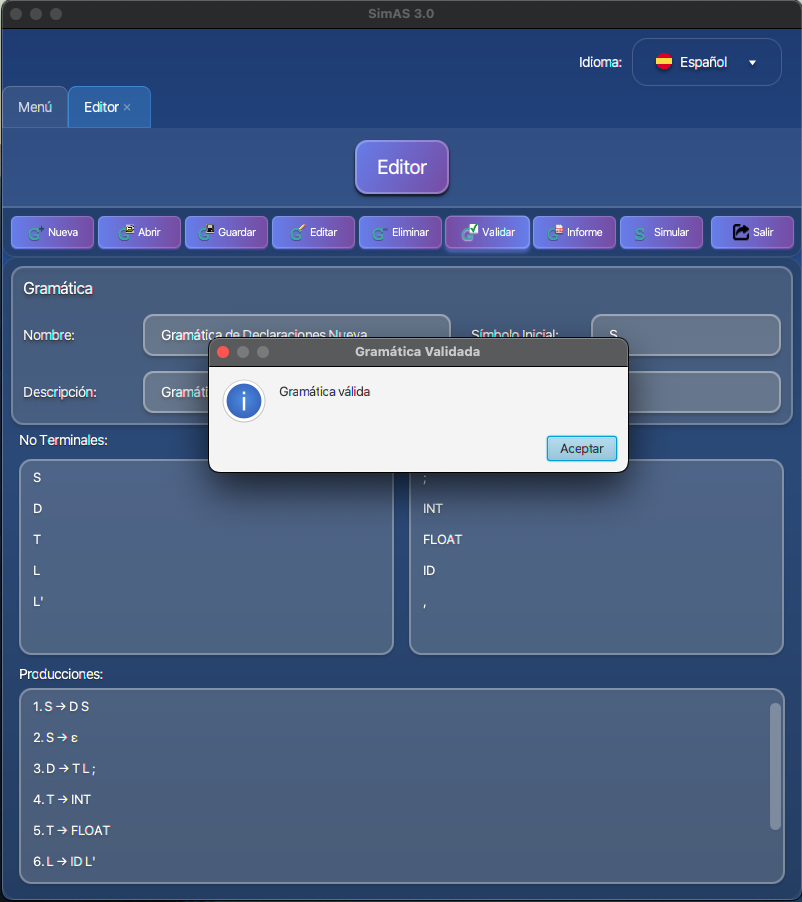 SimAS 3.0
Idioma: Español
Menú Editor ×
Editor
Nueva Abrir Guardar Editar Eliminar Validar Informe Simular Salir
Gramática
Nombre: Gramática de Declaraciones Nueva Símbolo Inicial: S
Gramática Validada
Gramática válida
Descripción:
Aceptar
No Terminales:
S ;
D INT
T FLOAT
L ID
L' ,
Producciones:
1. S → D S
2. S → ε
3. D → T L ;
4. T → INT
5. T → FLOAT
6. L → ID L'